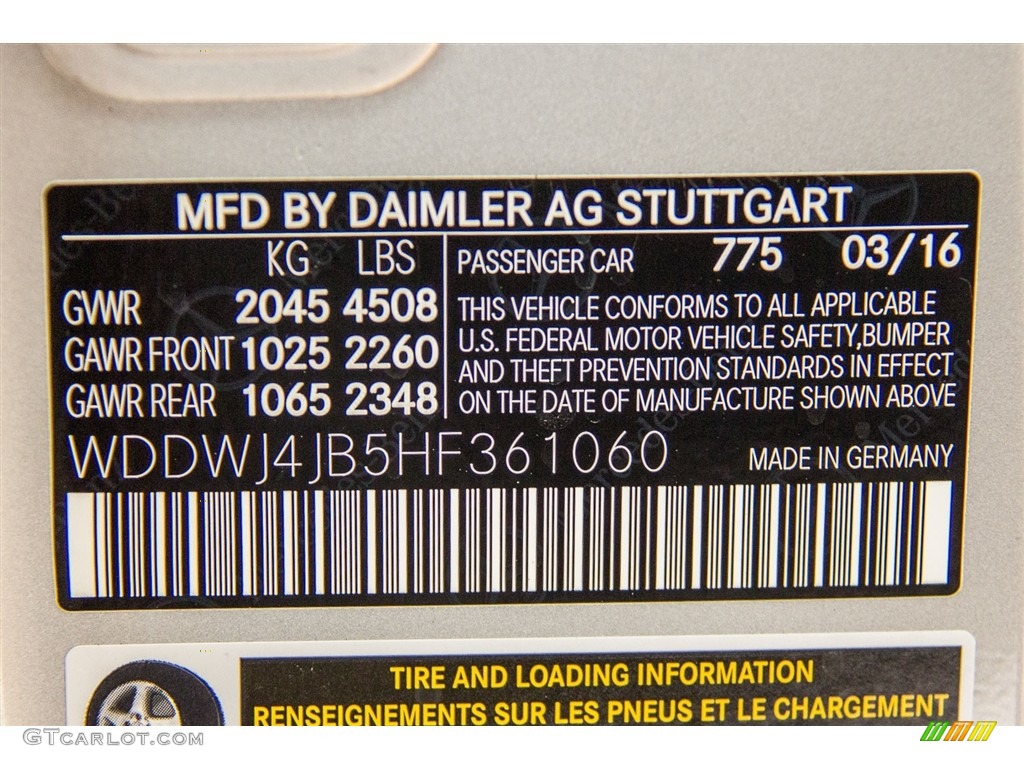 MFD BY DAIMLER AG STUTTGART
KG LBS
GVWR 2045 4508
GAWR FRONT 1025 2260
GAWR REAR 1065 2348
PASSENGER CAR 775 03/16
THIS VEHICLE CONFORMS TO ALL APPLICABLE
U.S. FEDERAL MOTOR VEHICLE SAFETY,BUMPER
AND THEFT PREVENTION STANDARDS IN EFFECT
ON THE DATE OF MANUFACTURE SHOWN ABOVE
WDDWJ4JB5HF361060 MADE IN GERMANY
TIRE AND LOADING INFORMATION
RENSEIGNEMENTS SUR LES PNEUS ET LE CHARGEMENT
GTCARLOT.COM